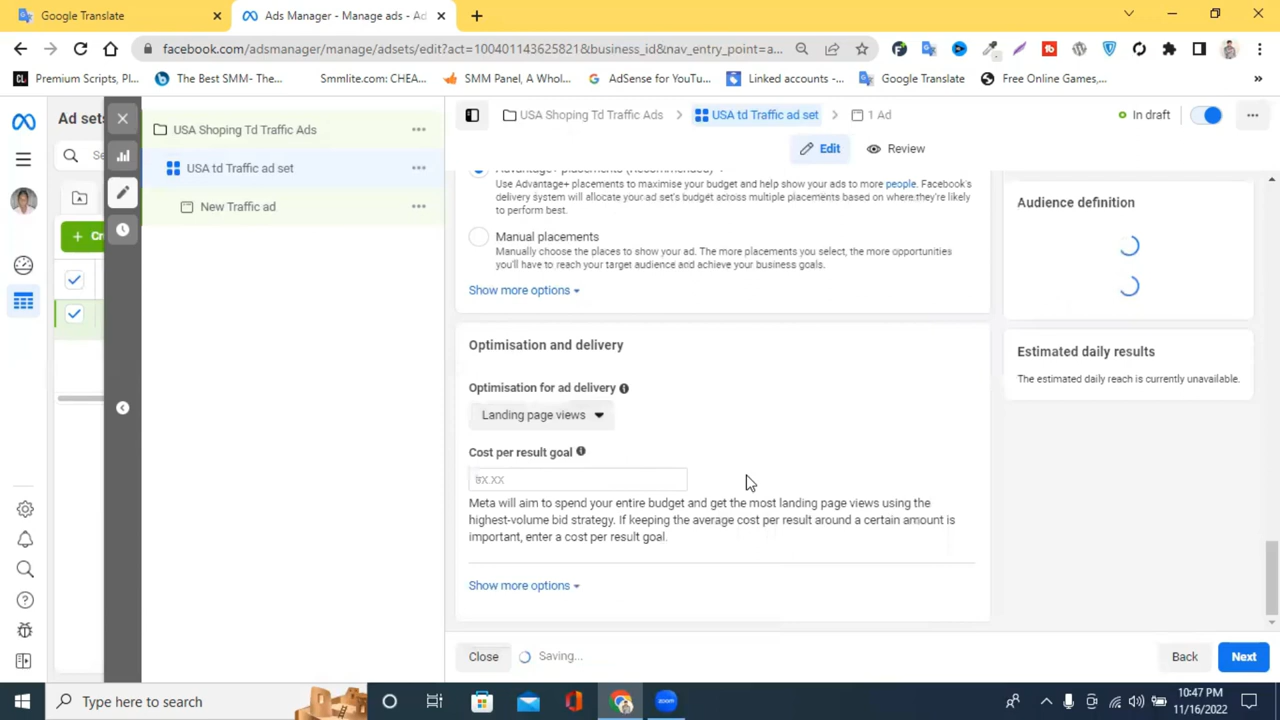 Google Translate
Ads Manager - Manage ads - Ad
facebook.com/adsmanager/manage/adsets/edit?act=100401143625821&business_id&nav_entry_point=a...
Premium Scripts, Pl...
The Best SMM- The...
Smmlite.com: CHEA...
SMM Panel, A Whol...
AdSense for YouTu...
Linked accounts -...
Google Translate
Free Online Games,...
Ad sets
USA Shoping Td Traffic Ads
USA td Traffic ad set
New Traffic ad
USA Shoping Td Traffic Ads
USA td Traffic ad set
1 Ad
In draft
Edit
Review
Advantage+ placements (Recommended)
Use Advantage+ placements to maximise your budget and help show your ads to more people. Facebook's
delivery system will allocate your ad set's budget across multiple placements based on where they're likely
to perform best.
Manual placements
Manually choose the places to show your ad. The more placements you select, the more opportunities
you'll have to reach your target audience and achieve your business goals.
Show more options
Optimisation and delivery
Optimisation for ad delivery
Landing page views
Cost per result goal
X.XX
Meta will aim to spend your entire budget and get the most landing page views using the
highest-volume bid strategy. If keeping the average cost per result around a certain amount is
important, enter a cost per result goal.
Show more options
Audience definition
Estimated daily results
The estimated daily reach is currently unavailable.
Close
Saving...
Back
Next
Type here to search
10:47 PM
11/16/2022